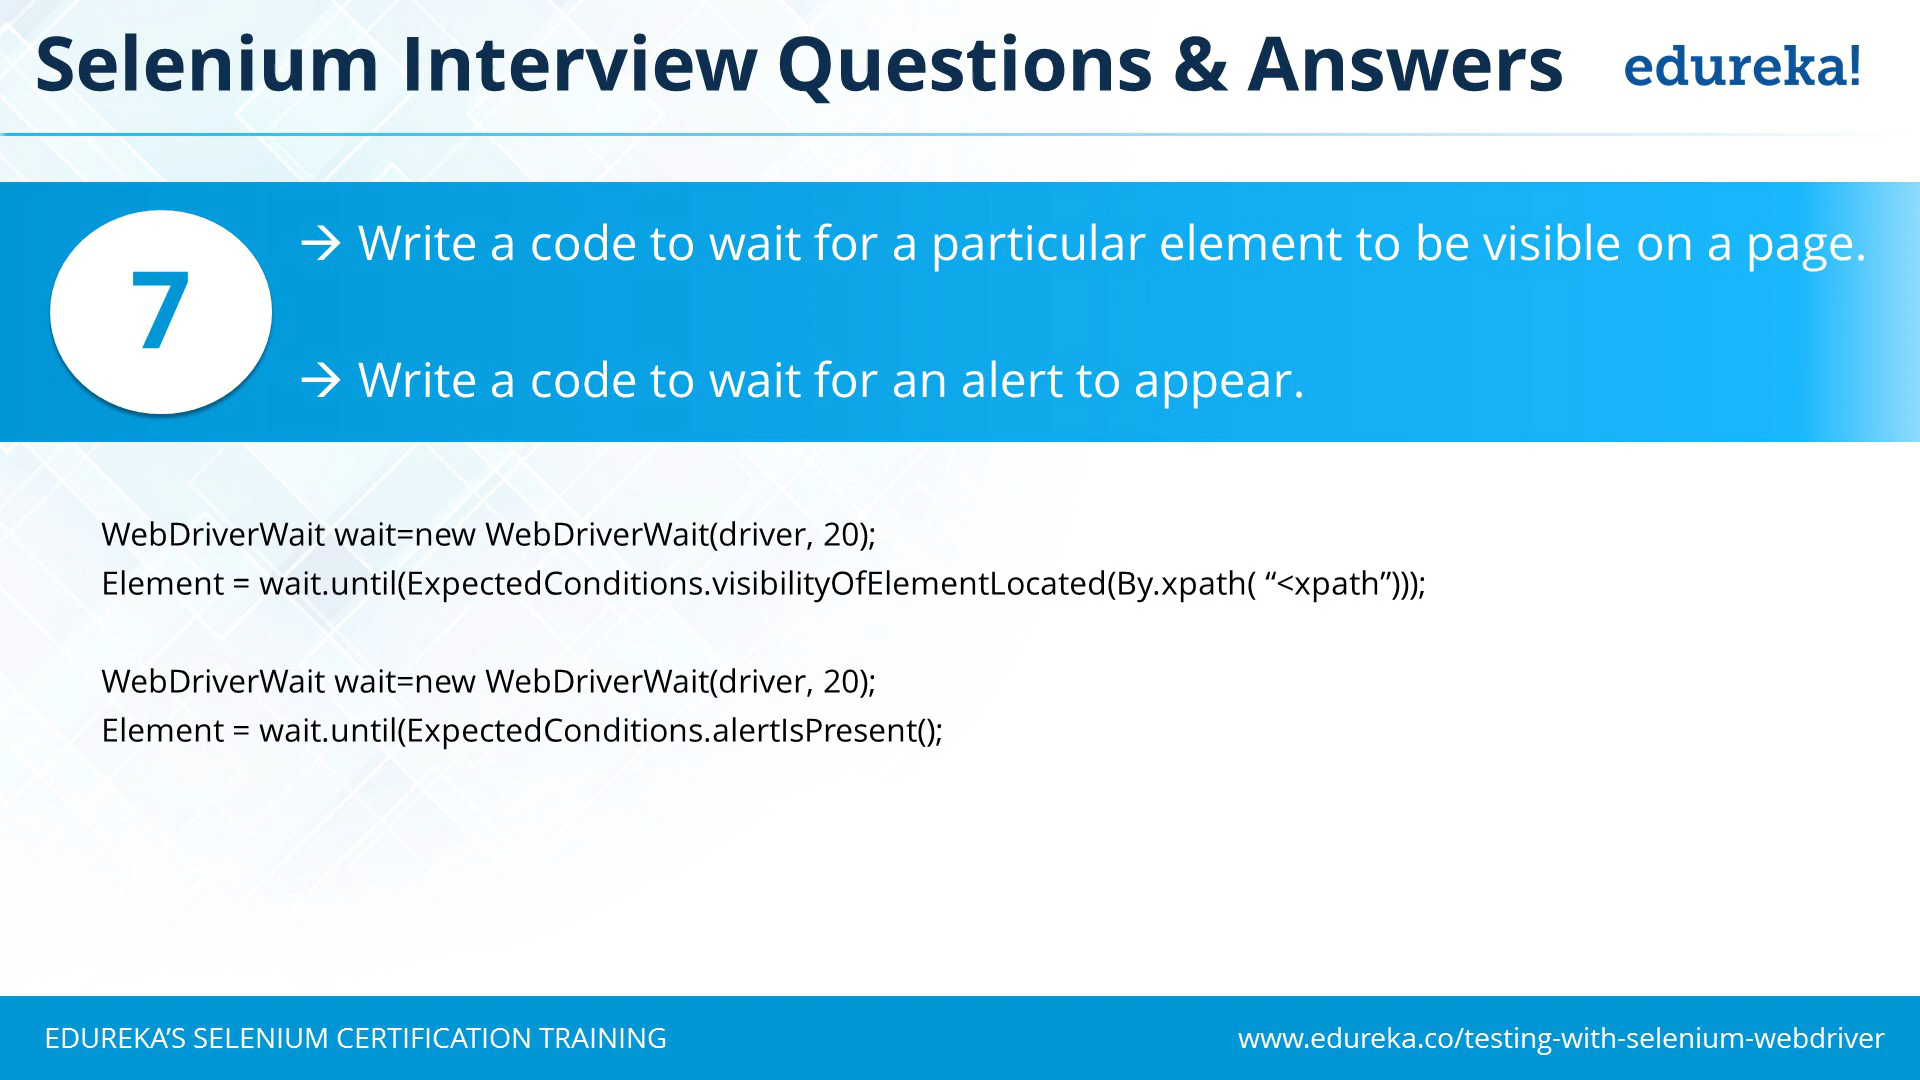 Selenium Interview Questions & Answers
edureka!
7
→ Write a code to wait for a particular element to be visible on a page.
→ Write a code to wait for an alert to appear.
WebDriverWait wait=new WebDriverWait(driver, 20);
Element = wait.until(ExpectedConditions.visibilityOfElementLocated(By.xpath( “<xpath”)));
WebDriverWait wait=new WebDriverWait(driver, 20);
Element = wait.until(ExpectedConditions.alertIsPresent();
EDUREKA’S SELENIUM CERTIFICATION TRAINING
www.edureka.co/testing-with-selenium-webdriver